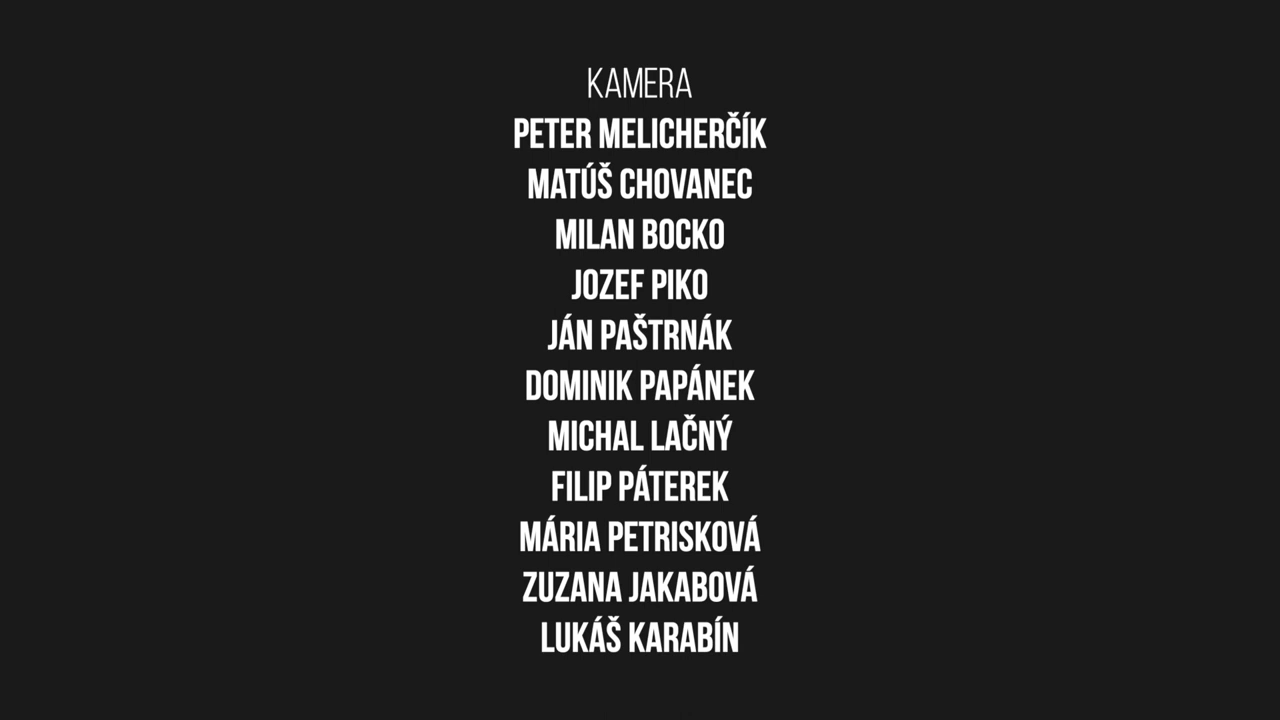 KAMERA
PETER MELICHERČÍK
MATÚŠ CHOVANEC
MILAN BOCKO
JOZEF PIKO
JÁN PAŠTRNÁK
DOMINIK PAPÁNEK
MICHAL LAČNÝ
FILIP PÁTEREK
MÁRIA PETRISKOVÁ
ZUZANA JAKABOVÁ
LUKÁŠ KARABÍN